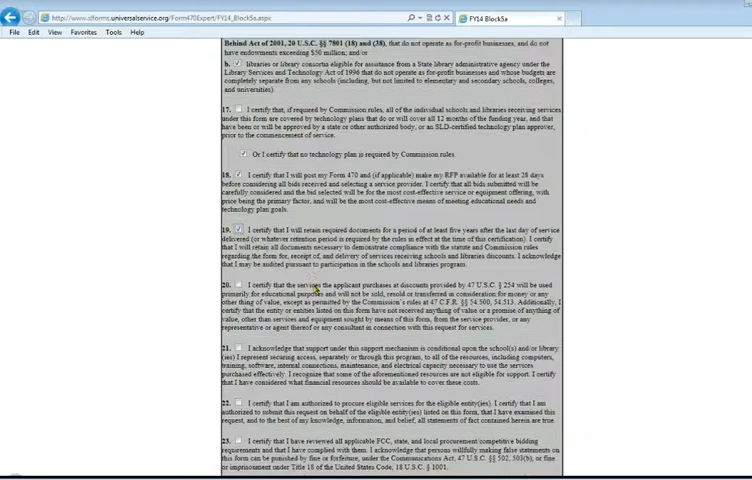 http://www.slforms.universalservice.org/Form470Expert/FY14_Block5a.aspx
FY14 Block5a
File Edit View Favorites Tools Help
Behind Act of 2001, 20 U.S.C. §§ 7801 (18) and (38), that do not operate as for-profit businesses, and do not
have endowments exceeding $50 million; and/or
b. libraries or library consortia eligible for assistance from a State library administrative agency under the
Library Services and Technology Act of 1996 that do not operate as for-profit businesses and whose budgets are
completely separate from any schools (including, but not limited to elementary and secondary schools, colleges,
and universities).
17. I certify that, if required by Commission rules, all of the individual schools and libraries receiving services
under this form are covered by technology plans that do or will cover all 12 months of the funding year, and that
have been or will be approved by a state or other authorized body, or an SLD-certified technology plan approver,
prior to the commencement of service.
Or I certify that no technology plan is required by Commission rules.
18. I certify that I will post my Form 470 and (if applicable) make my RFP available for at least 28 days
before considering all bids received and selecting a service provider. I certify that all bids submitted will be
carefully considered and the bid selected will be for the most cost-effective service or equipment offering, with
price being the primary factor, and will be the most cost-effective means of meeting educational needs and
technology plan goals.
19. I certify that I will retain required documents for a period of at least five years after the last day of service
delivered (or whatever retention period is required by the rules in effect at the time of this certification). I certify
that I will retain all documents necessary to demonstrate compliance with the statute and Commission rules
regarding the form for, receipt of, and delivery of services receiving schools and libraries discounts. I acknowledge
that I may be audited pursuant to participation in the schools and libraries program.
20. I certify that the services the applicant purchases at discounts provided by 47 U.S.C. § 254 will be used
primarily for educational purposes and will not be sold, resold or transferred in consideration for money or any
other thing of value, except as permitted by the Commission's rules at 47 C.F.R. §§ 54.500, 54.513. Additionally, I
certify that the entity or entities listed on this form have not received anything of value or a promise of anything of
value, other than services and equipment sought by means of this form, from the service provider, or any
representative or agent thereof or any consultant in connection with this request for services.
21. I acknowledge that support under this support mechanism is conditional upon the school(s) and/or library
(ies) I represent securing access, separately or through this program, to all of the resources, including computers,
training, software, internal connections, maintenance, and electrical capacity necessary to use the services
purchased effectively. I recognize that some of the aforementioned resources are not eligible for support. I certify
that I have considered what financial resources should be available to cover these costs.
22. I certify that I am authorized to procure eligible services for the eligible entity(ies). I certify that I am
authorized to submit this request on behalf of the eligible entity(ies) listed on this form, that I have examined this
request, and to the best of my knowledge, information, and belief, all statements of fact contained herein are true.
23. I certify that I have reviewed all applicable FCC, state, and local procurement/competitive bidding
requirements and that I have complied with them. I acknowledge that persons willfully making false statements on
this form can be punished by fine or forfeiture, under the Communications Act, 47 U.S.C. §§ 502, 503(b), or fine
or imprisonment under Title 18 of the United States Code, 18 U.S.C. § 1001.